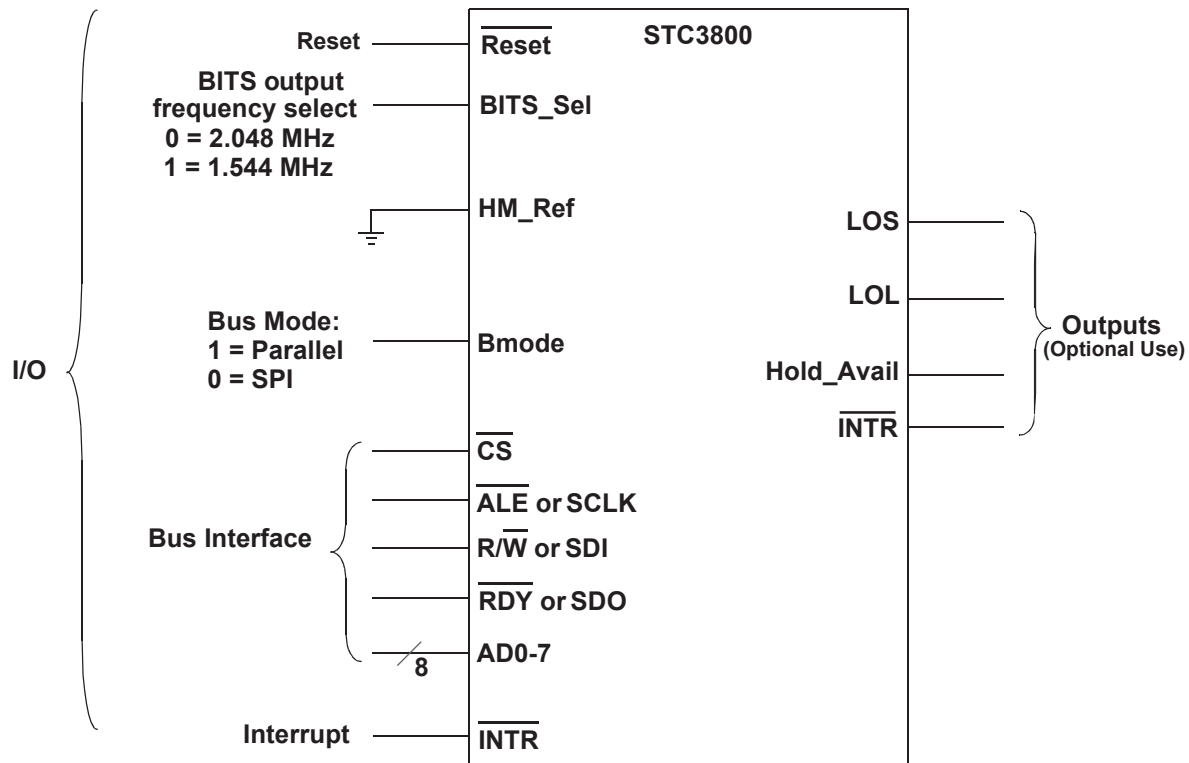 STC3800
Reset
Reset
BITS output
frequency select
0 = 2.048 MHz
1 = 1.544 MHz
BITS_Sel
HM_Ref
Bus Mode:
1 = Parallel
0 = SPI
Bmode
I/O
Bus Interface
CS
ALE or SCLK
R/W or SDI
RDY or SDO
8
AD0-7
Interrupt
INTR
LOS
LOL
Hold_Avail
INTR
Outputs
(Optional Use)